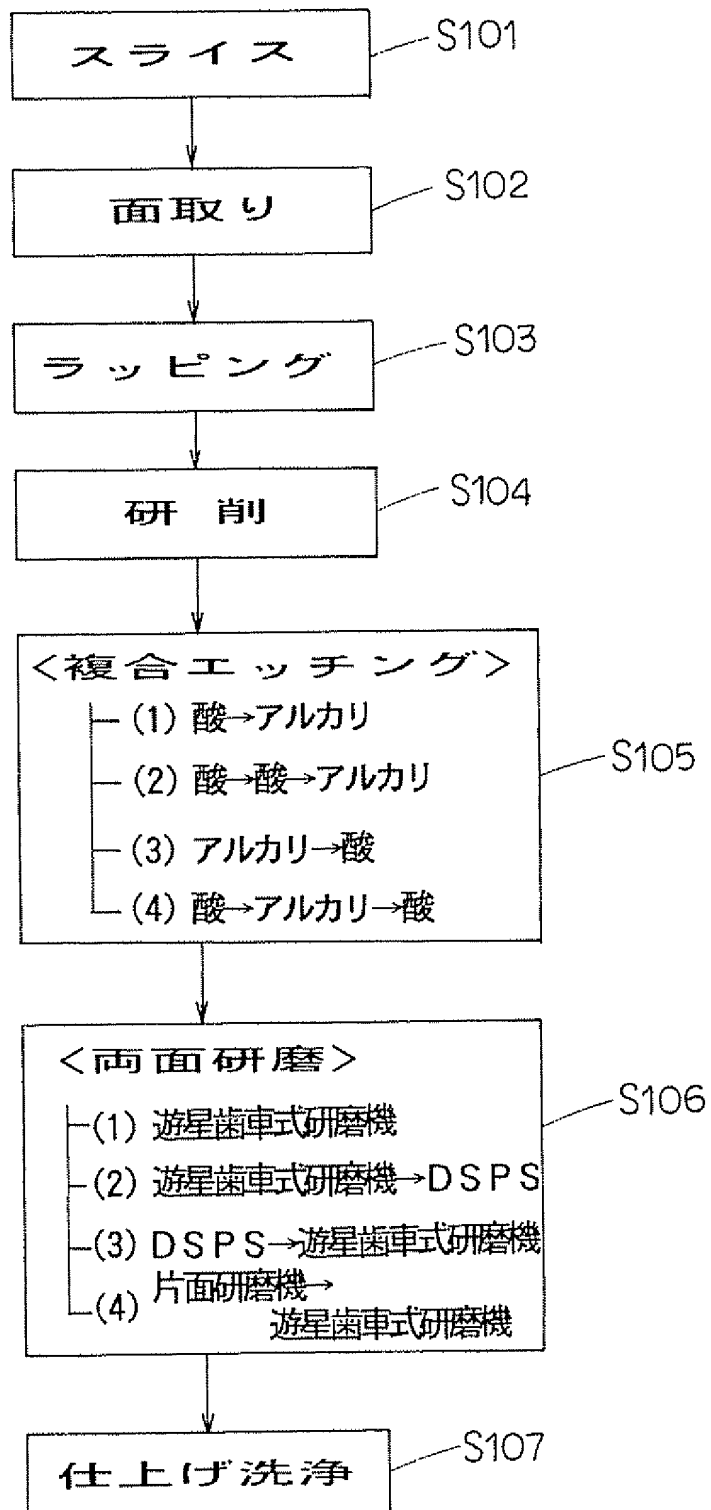 スライス
S101
面取り
S102
ラッピング
S103
研削
S104
<複合エッチング>
(1) 酸→アルカリ
(2) 酸→酸→アルカリ
(3) アルカリ→酸
(4) 酸→アルカリ→酸
S105
<両面研磨>
(1) 遊星歯車式研磨機
(2) 遊星歯車式研磨機→DSPS
(3) DSPS→遊星歯車式研磨機
(4) 片面研磨機→
遊星歯車式研磨機
S106
仕上げ洗浄
S107